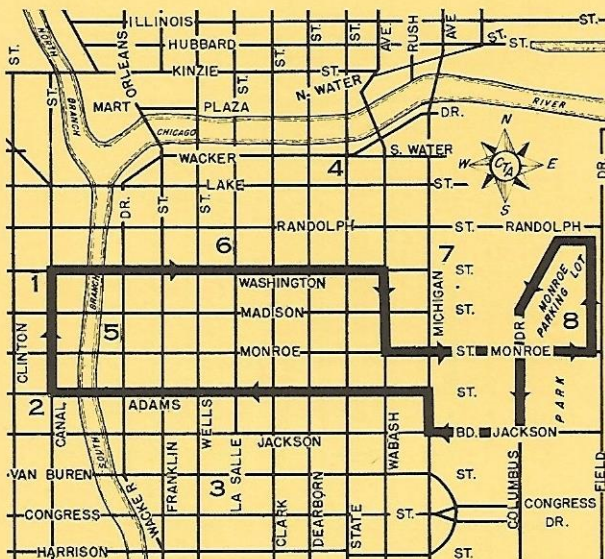 ILLINOIS ST.
HUBBARD ST.
KINZIE ST.
ST.
ST.
NORTH BRANCH
ORLEANS
ST.
ST.
ST.
ST.
AVE.
RUSH
AVE
N. WATER ST.
MART PLAZA
CHICAGO RIVER
DR.
WACKER
S. WATER
4
LAKE ST.
N
W CTA E
S
DR.
DR.
ST.
ST.
RANDOLPH ST. RANDOLPH
6
7
1
WASHINGTON ST.
MADISON ST.
MONROE ST. MONROE
MICHIGAN
MONROE PARKING LOT
8
DR.
PARK
5
BRANCH
CLINTON
2
ADAMS ST.
CANAL
SOUTH
WELLS
JACKSON BD. JACKSON
WABASH
VAN BUREN ST.
WACKER
FRANKLIN
3
LA SALLE
CLARK
DEARBORN
STATE
COLUMBUS
FIELD
CONGRESS ST. CONGRESS DR.
HARRISON